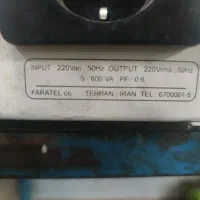 INPUT 220Vac, 50Hz OUTPUT 220Vrms, 50Hz
S 600 VA PF 0.6
FARATEL co. TEHRAN IRAN TEL: 6700001-5